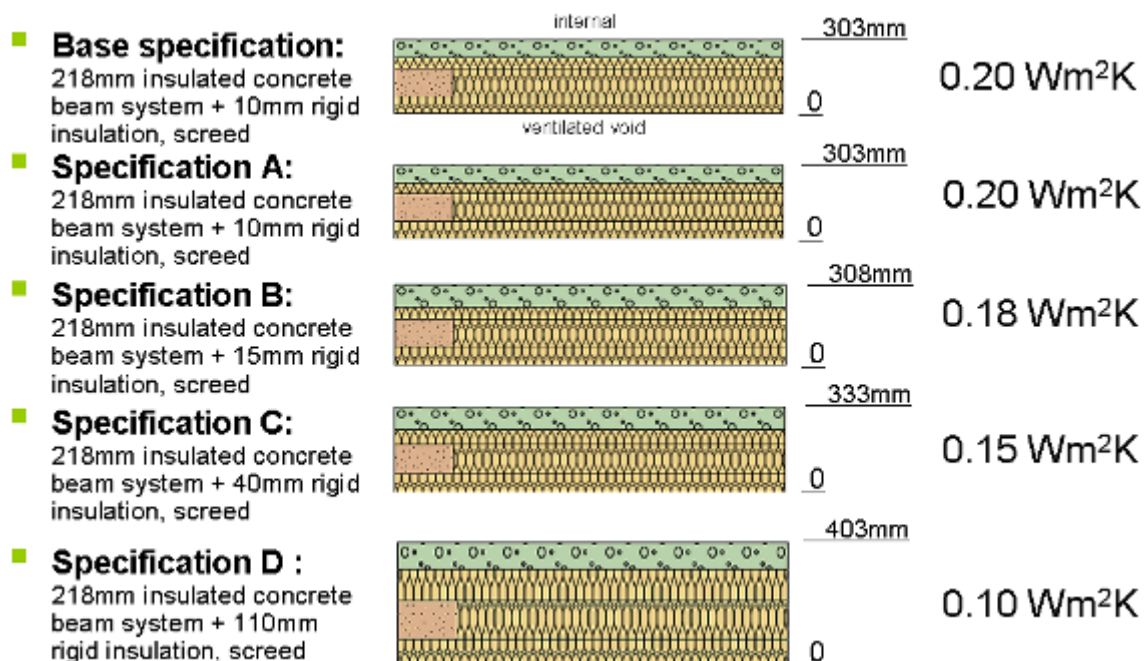 internal
303mm
Base specification:
218mm insulated concrete
beam system + 10mm rigid
insulation, screed
0.20 Wm²K
0
ventilated void
303mm
Specification A:
218mm insulated concrete
beam system + 10mm rigid
insulation, screed
0.20 Wm²K
0
308mm
Specification B:
218mm insulated concrete
beam system + 15mm rigid
insulation, screed
0.18 Wm²K
0
333mm
Specification C:
218mm insulated concrete
beam system + 40mm rigid
insulation, screed
0.15 Wm²K
0
403mm
Specification D :
218mm insulated concrete
beam system + 110mm
rigid insulation, screed
0.10 Wm²K
0